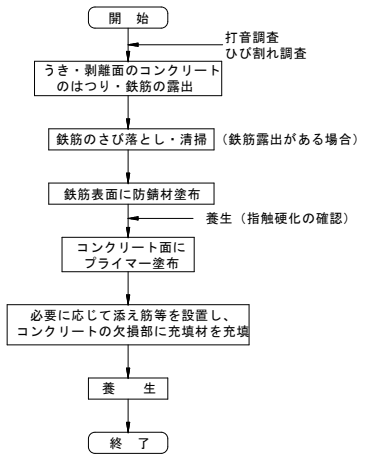 開　始
打音調査
ひび割れ調査
うき・剥離面のコンクリート
のはつり・鉄筋の露出
鉄筋のさび落とし・清掃（鉄筋露出がある場合）
鉄筋表面に防錆材塗布
養生（指触硬化の確認）
コンクリート面に
プライマー塗布
必要に応じて添え筋等を設置し、
コンクリートの欠損部に充填材を充填
養　　生
終　了